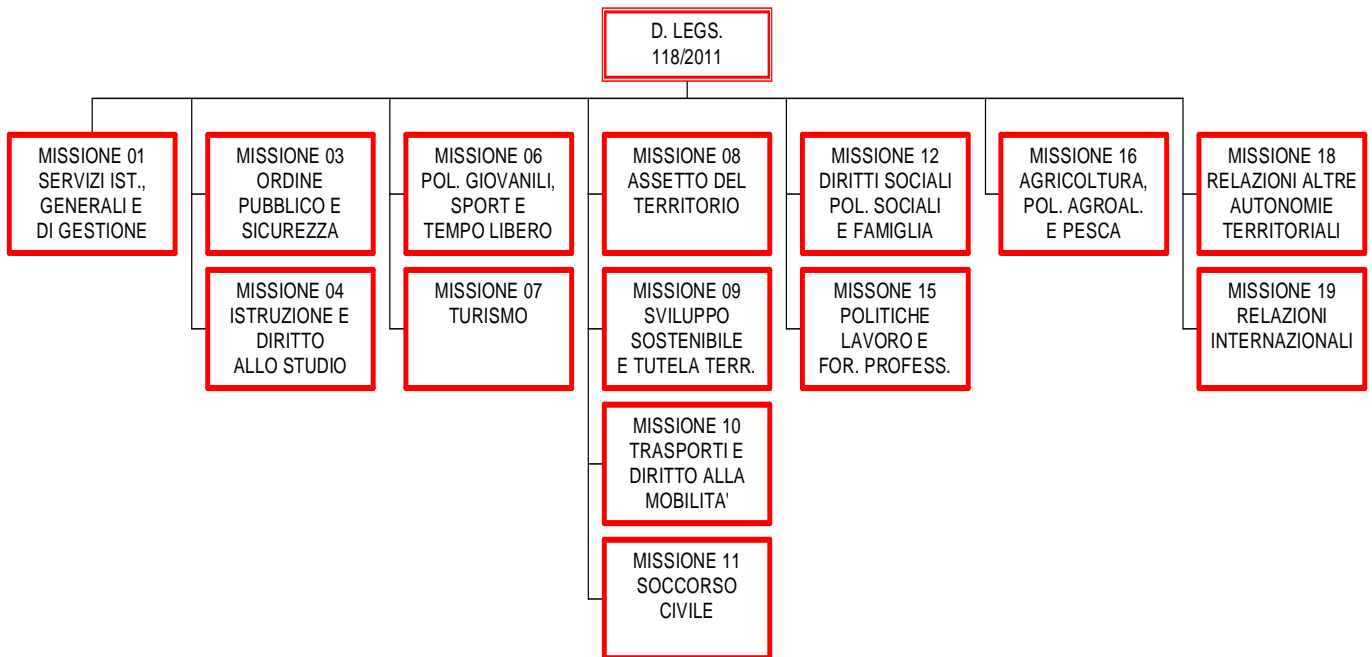 D. LEGS.
118/2011
MISSIONE 01
SERVIZI IST.,
GENERALI E
DI GESTIONE
MISSIONE 03
ORDINE
PUBBLICO E
SICUREZZA
MISSIONE 04
ISTRUZIONE E
DIRITTO
ALLO STUDIO
MISSIONE 06
POL. GIOVANILI,
SPORT E
TEMPO LIBERO
MISSIONE 07
TURISMO
MISSIONE 08
ASSETTO DEL
TERRITORIO
MISSIONE 09
SVILUPPO
SOSTENIBILE
E TUTELA TERR.
MISSIONE 10
TRASPORTI E
DIRITTO ALLA
MOBILITA'
MISSIONE 11
SOCCORSO
CIVILE
MISSIONE 12
DIRITTI SOCIALI
POL. SOCIALI
E FAMIGLIA
MISSONE 15
POLITICHE
LAVORO E
FOR. PROFESS.
MISSIONE 16
AGRICOLTURA,
POL. AGROAL.
E PESCA
MISSIONE 18
RELAZIONI ALTRE
AUTONOMIE
TERRITORIALI
MISSIONE 19
RELAZIONI
INTERNAZIONALI